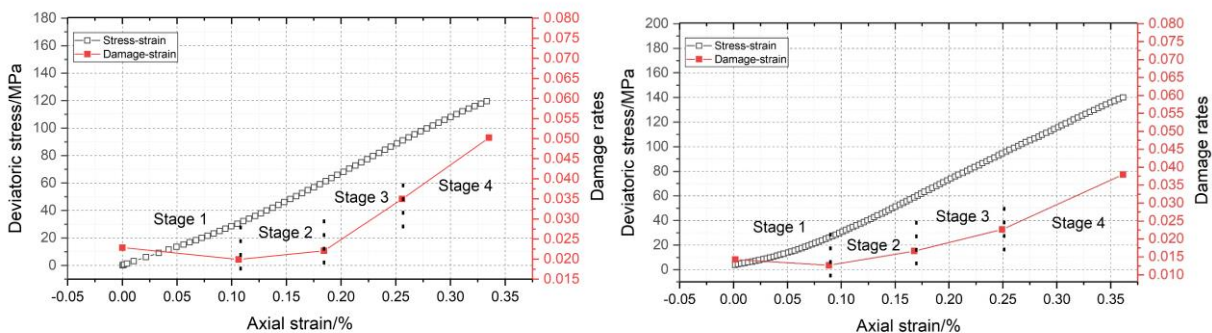 180
160
140
120
100
80
60
40
20
0
Deviatoric stress/MPa
Stress-strain
Damage-strain
Stage 1
Stage 2
Stage 3
Stage 4
0.080
0.075
0.070
0.065
0.060
0.055
0.050
0.045
0.040
0.035
0.030
0.025
0.020
0.015
Damage rates
-0.05 0.00 0.05 0.10 0.15 0.20 0.25 0.30 0.35
Axial strain/%
200
180
160
140
120
100
80
60
40
20
0
Deviatoric stress/MPa
Stress-strain
Damage-strain
Stage 1
Stage 2
Stage 3
Stage 4
0.080
0.075
0.070
0.065
0.060
0.055
0.050
0.045
0.040
0.035
0.030
0.025
0.020
0.015
0.010
Damage rates
-0.05 0.00 0.05 0.10 0.15 0.20 0.25 0.30 0.35
Axial strain/%